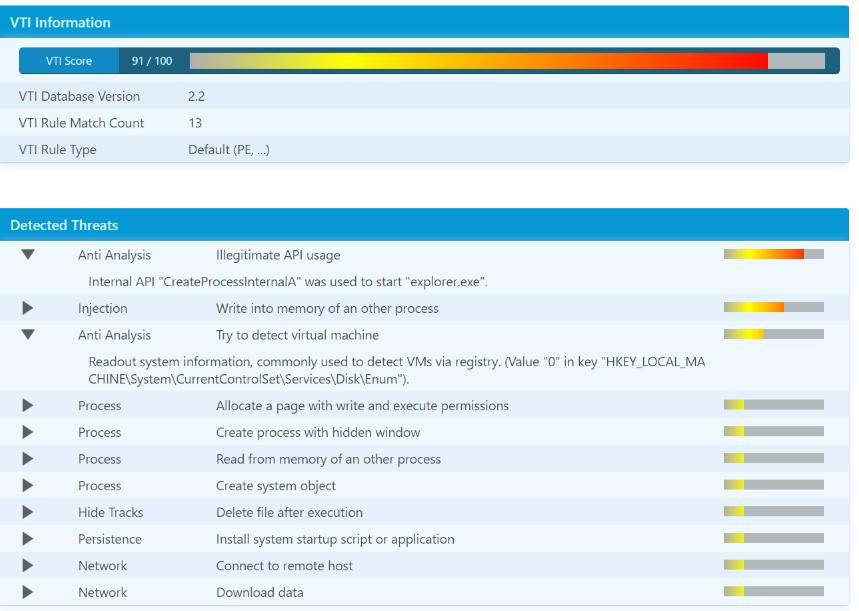 VTI Information
VTI Score 91 / 100
VTI Database Version 2.2
VTI Rule Match Count 13
VTI Rule Type Default (PE, ...)
Detected Threats
Anti Analysis Illegitimate API usage
Internal API "CreateProcessInternalA" was used to start "explorer.exe".
Injection Write into memory of an other process
Anti Analysis Try to detect virtual machine
Readout system information, commonly used to detect VMs via registry. (Value "0" in key "HKEY_LOCAL_MA
CHINE\System\CurrentControlSet\Services\Disk\Enum").
Process Allocate a page with write and execute permissions
Process Create process with hidden window
Process Read from memory of an other process
Process Create system object
Hide Tracks Delete file after execution
Persistence Install system startup script or application
Network Connect to remote host
Network Download data